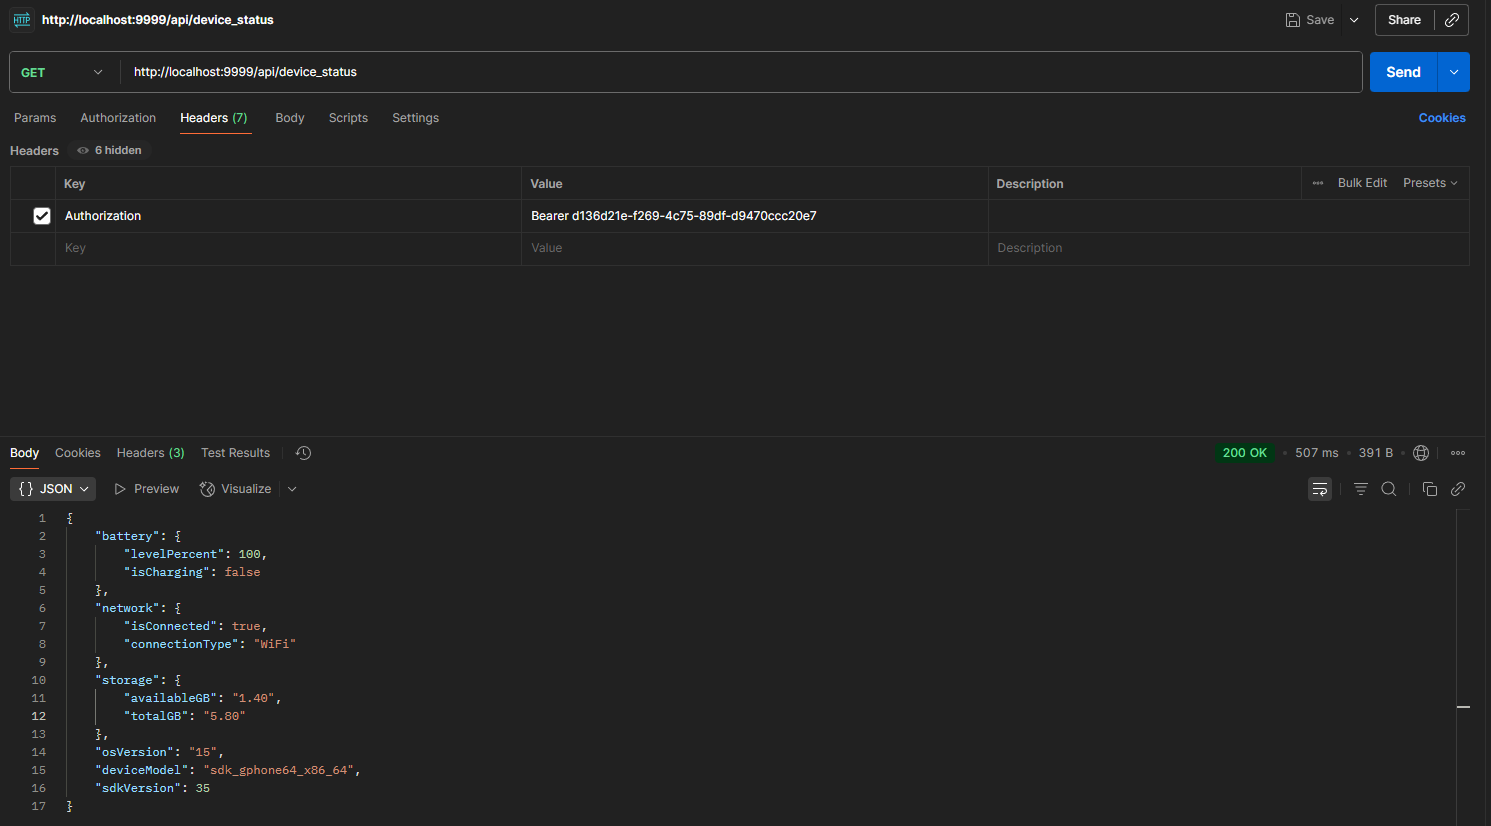 HTTP http://localhost:9999/api/device_status Save Share
GET http://localhost:9999/api/device_status Send
Params Authorization Headers (7) Body Scripts Settings Cookies
Headers 6 hidden
Key Value Description Bulk Edit Presets
Authorization Bearer d136d21e-f269-4c75-89df-d9470ccc20e7
Key Value Description
Body Cookies Headers (3) Test Results 200 OK • 507 ms • 391 B
{} JSON Preview Visualize
1 {
2 "battery": {
3 "levelPercent": 100,
4 "isCharging": false
5 },
6 "network": {
7 "isConnected": true,
8 "connectionType": "WiFi"
9 },
10 "storage": {
11 "availableGB": "1.40",
12 "totalGB": "5.80"
13 },
14 "osVersion": "15",
15 "deviceModel": "sdk_gphone64_x86_64",
16 "sdkVersion": 35
17 }